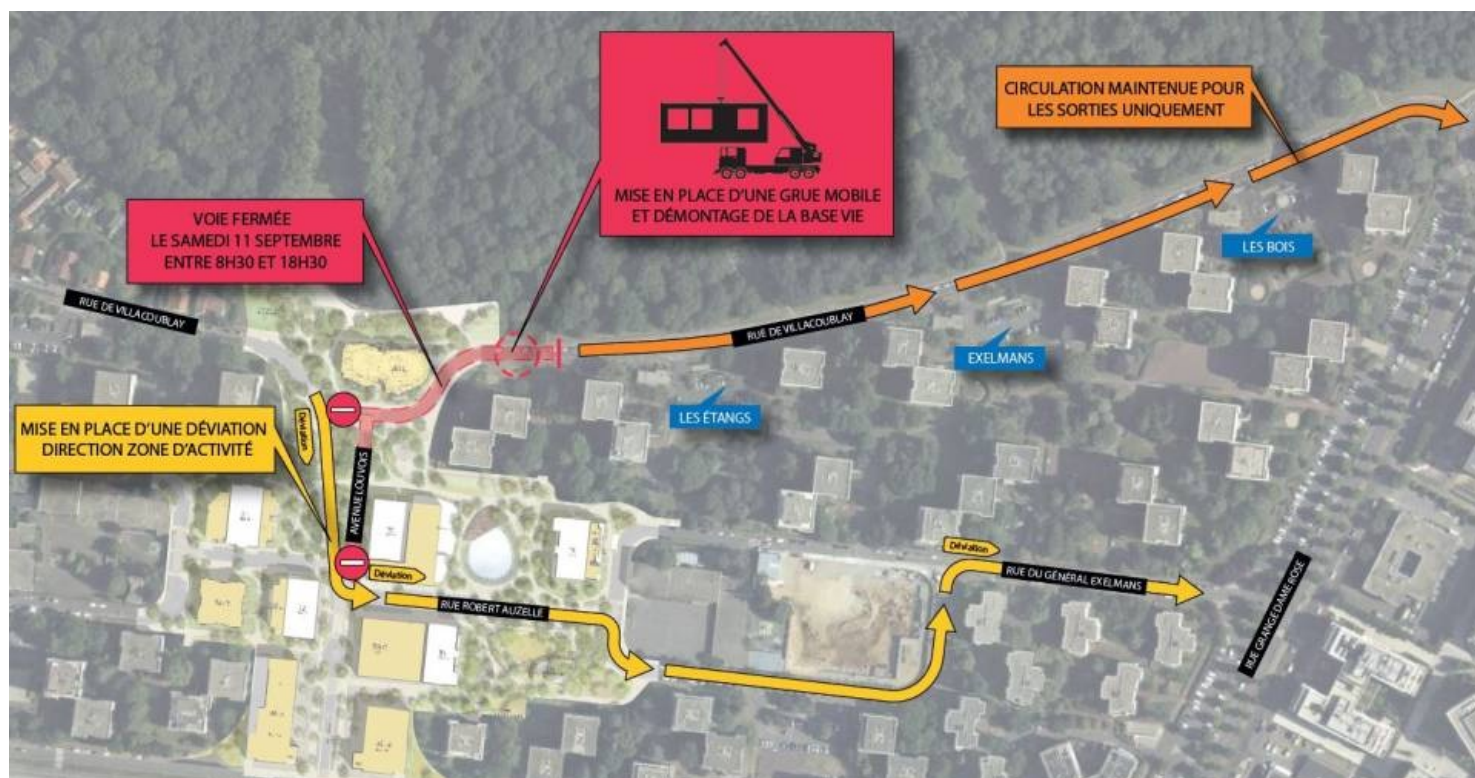 MISE EN PLACE D'UNE GRUE MOBILE
ET DÉMONTAGE DE LA BASE VIE
CIRCULATION MAINTENUE POUR
LES SORTIES UNIQUEMENT
VOIE FERMÉE
LE SAMEDI 11 SEPTEMBRE
ENTRE 8H30 ET 18H30
LES BOIS
RUE DE VILLACOUBLAY
RUE DE VILLACOUBLAY
EXELMANS
LES ÉTANGS
MISE EN PLACE D'UNE DÉVIATION
DIRECTION ZONE D'ACTIVITÉ
Déviation
AVENUE LOUVOIS
Déviation
Déviation
RUE DU GÉNÉRAL EXELMANS
RUE ROBERT AUZELLE
RUE GRANGE DAME ROSE